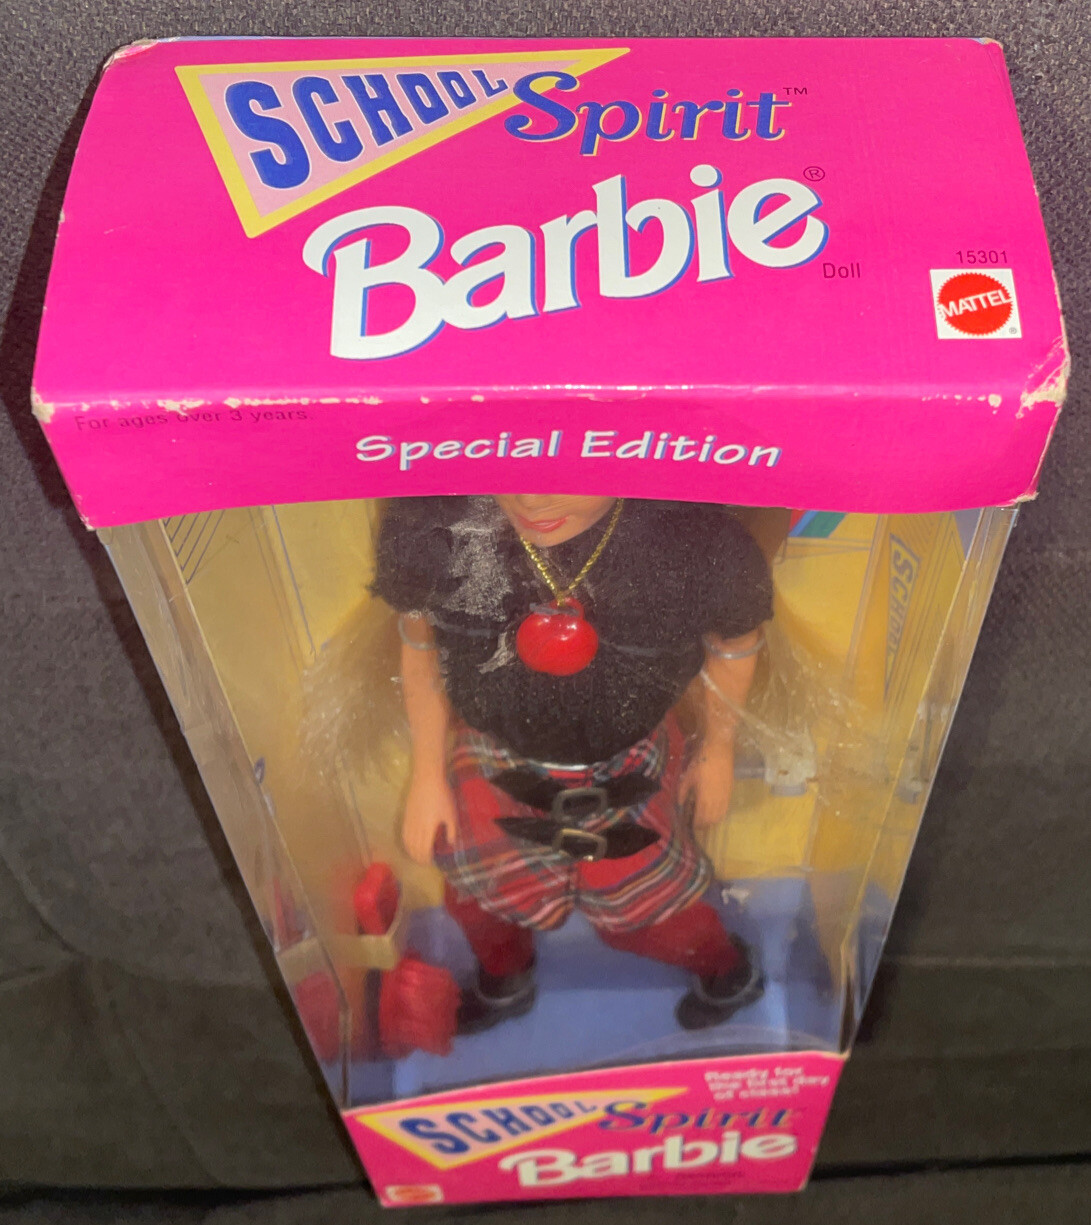 SCHOOL Spirit™
Barbie®
Doll
15301
MATTEL
®
For ages over 3 years.
Special Edition
SCHOOL
Ready for
the first day
of class!
SCHOOL Spirit
Barbie